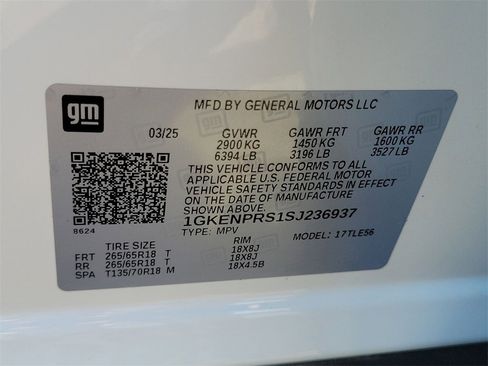 gm
MFD BY GENERAL MOTORS LLC
03/25 GVWR GAWR FRT GAWR RR
2900 KG 1450 KG 1600 KG
6394 LB 3196 LB 3527 LB
THIS VEHICLE CONFORMS TO ALL
APPLICABLE U.S. FEDERAL MOTOR
VEHICLE SAFETY STANDARDS IN EFFECT
ON THE DATE OF MANUFACTURE
SHOWN ABOVE.
1GKENPRS1SJ236937
8624 TYPE: MPV MODEL: 17TLE56
TIRE SIZE RIM
FRT 265/65R18 T 18X8J
RR 265/65R18 T 18X8J
SPA T135/70R18 M 18X4.5B